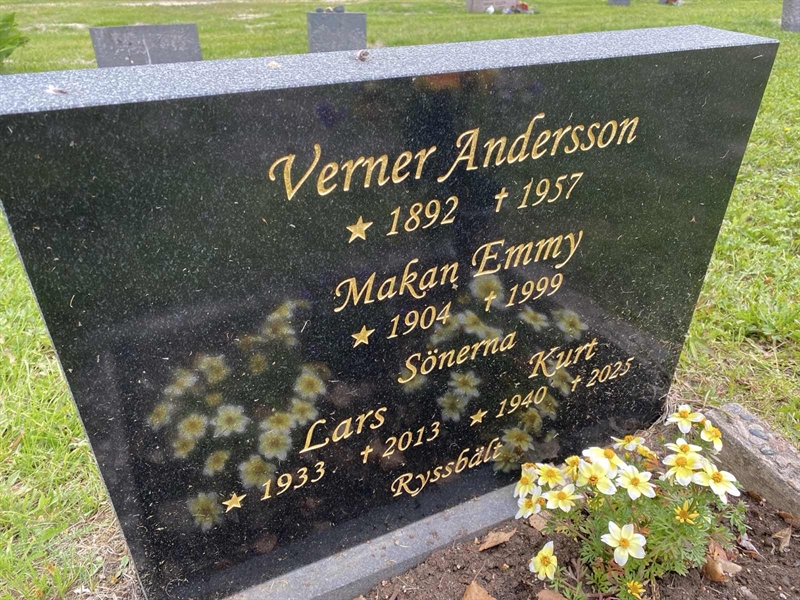 Verner Andersson
★ 1892 † 1957
Makan Emmy
★ 1904 † 1999
Sönerna
Lars Kurt
★ 1933 † 2013 ★ 1940 † 2025
Ryssbält